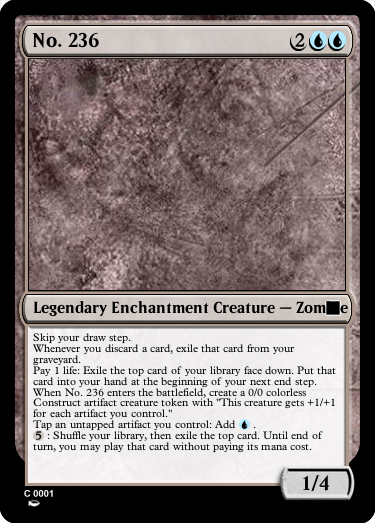 No. 236 2
Legendary Enchantment Creature — Zom■e
Skip your draw step.
Whenever you discard a card, exile that card from your
graveyard.
Pay 1 life: Exile the top card of your library face down. Put that
card into your hand at the beginning of your next end step.
When No. 236 enters the battlefield, create a 0/0 colorless
Construct artifact creature token with "This creature gets +1/+1
for each artifact you control."
Tap an untapped artifact you control: Add .
5 : Shuffle your library, then exile the top card. Until end of
turn, you may play that card without paying its mana cost.
1/4
C 0001